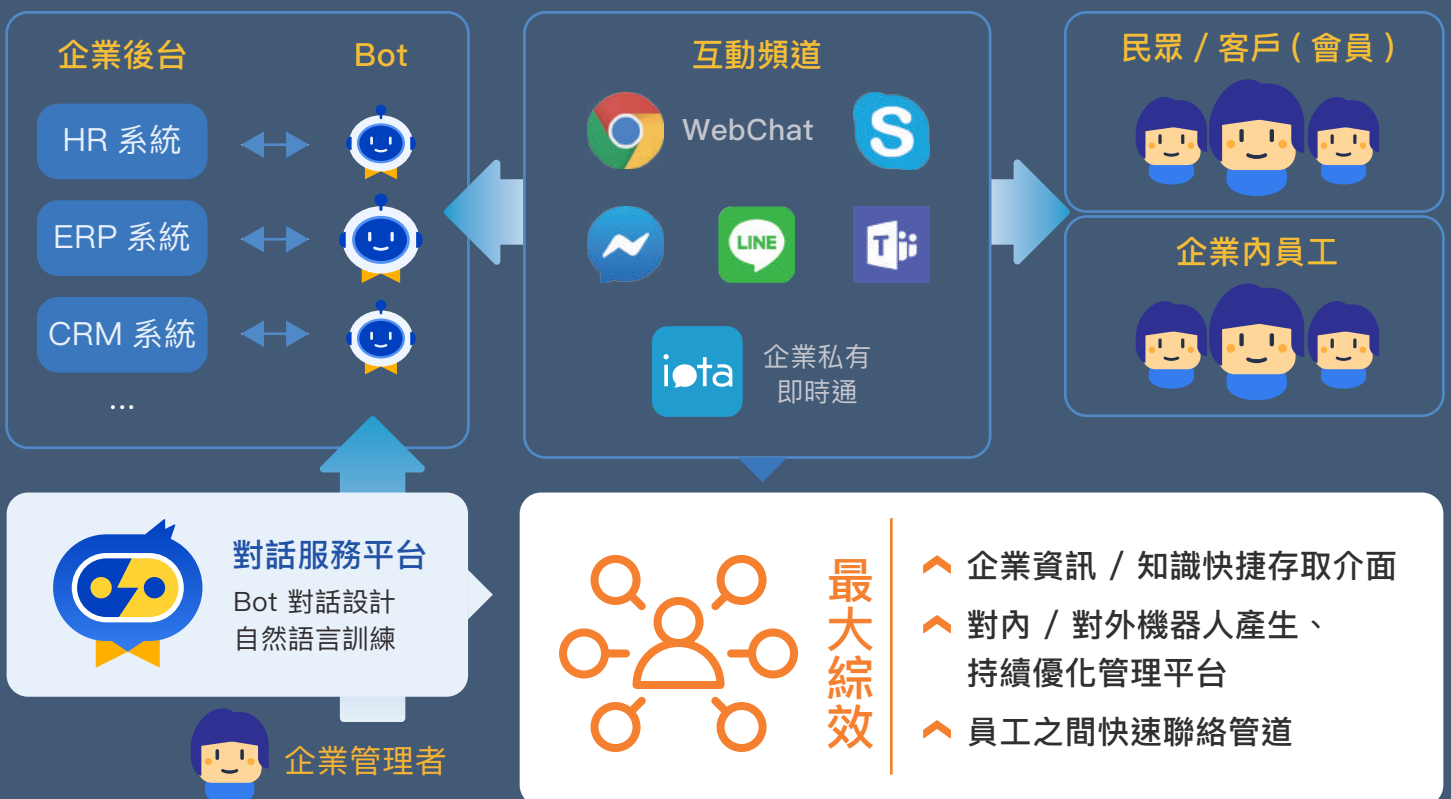 企業後台
Bot
HR 系統
ERP 系統
CRM 系統
...
互動頻道
WebChat
S
LINE
T
iota
企業私有
即時通
民眾 / 客戶 ( 會員 )
企業內員工
對話服務平台
Bot 對話設計
自然語言訓練
企業管理者
最大綜效
企業資訊 / 知識快捷存取介面
對內 / 對外機器人產生、
持續優化管理平台
員工之間快速聯絡管道